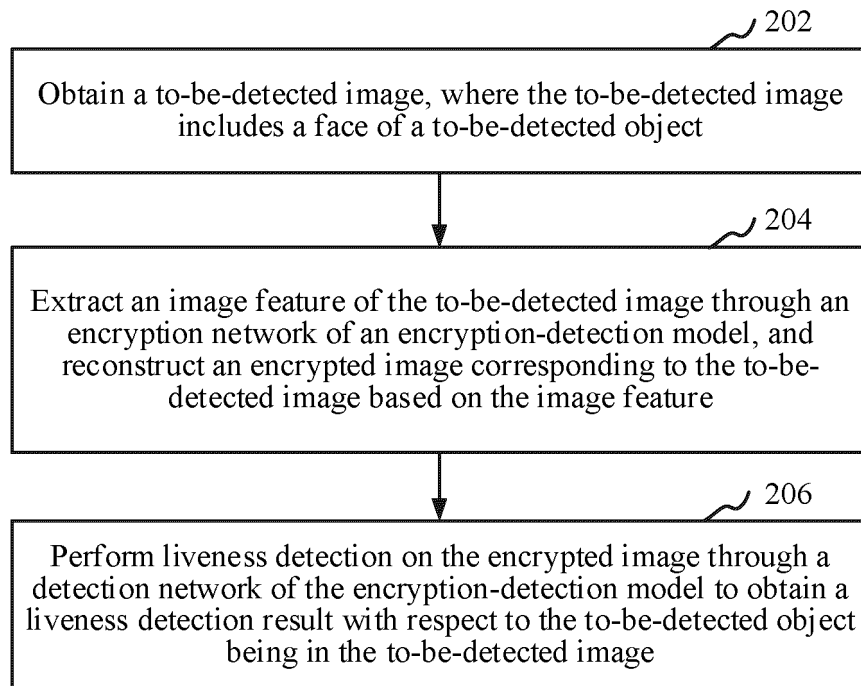 202
Obtain a to-be-detected image, where the to-be-detected image
includes a face of a to-be-detected object
204
Extract an image feature of the to-be-detected image through an
encryption network of an encryption-detection model, and
reconstruct an encrypted image corresponding to the to-be-
detected image based on the image feature
206
Perform liveness detection on the encrypted image through a
detection network of the encryption-detection model to obtain a
liveness detection result with respect to the to-be-detected object
being in the to-be-detected image